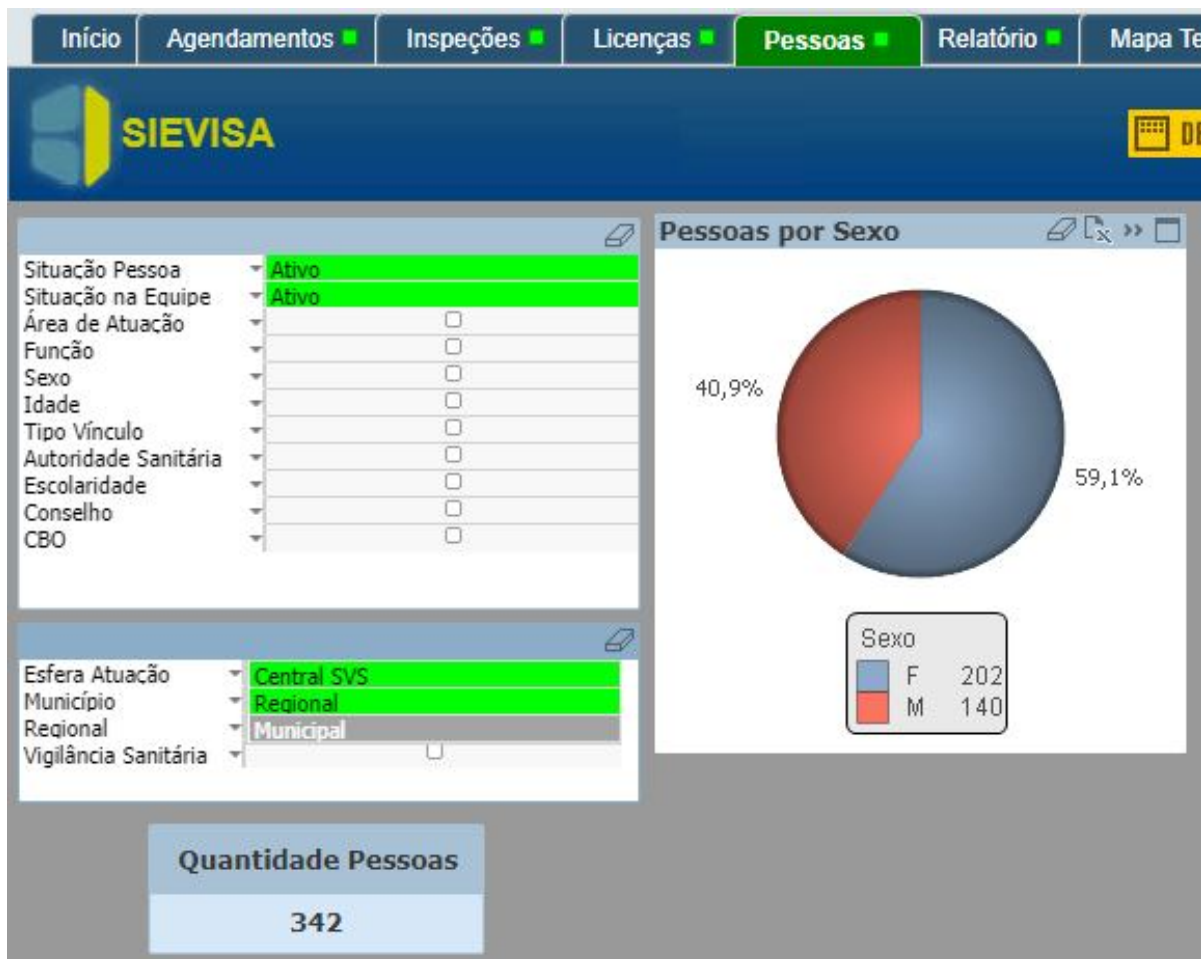 Início Agendamentos Inspeções Licenças Pessoas Relatório Mapa Te
SIEVISA
Situação Pessoa Ativo
Situação na Equipe Ativo
Área de Atuação
Função
Sexo
Idade
Tipo Vínculo
Autoridade Sanitária
Escolaridade
Conselho
CBO
Pessoas por Sexo
40,9%
59,1%
Sexo
F 202
M 140
Esfera Atuação Central SVS
Município Regional
Regional Municipal
Vigilância Sanitária
Quantidade Pessoas
342